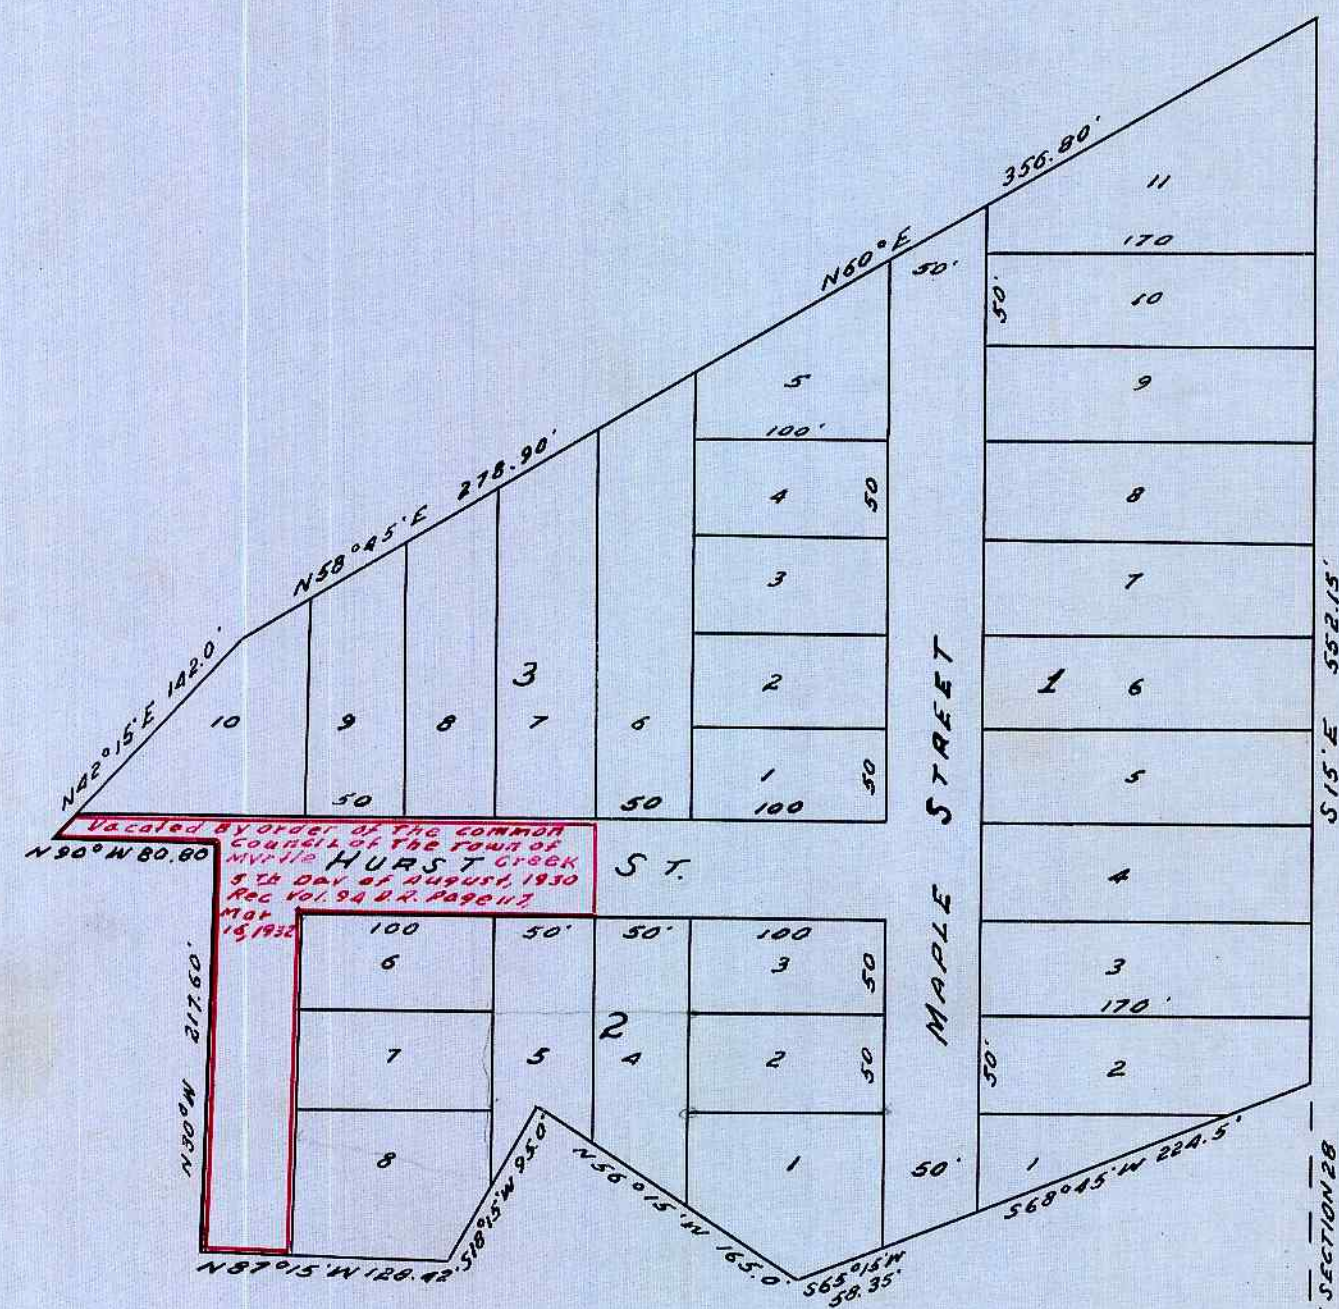 356.80'
11
170
N60°E
50'
50'
10
5
9
100'
278.90'
4
50
8
N58°45'E
3
7
S15'E 552.15'
142.0'
3
2
1
6
N42°15'E
10
9
8
7
6
MAPLE STREET
1
50
5
50
50
100
Vacated By order of The common
Council of The Town of
Myrtle Creek
5 Th Day of August, 1930
Rec Vol. 94 D.R. Page 117
Mar
16, 1932
HURST ST.
N90°W 80.80
4
100
50'
50'
100
6
3
50
3
170'
217.60'
N30°W
2
7
5
4
2
50
50'
2
8
95.0'
S18°15'W
N56°15'W 165.0'
1
50'
1
S68°45'W 224.5'
N87°15'W 128.42'
S65°15'W
58.35'
SECTION 28